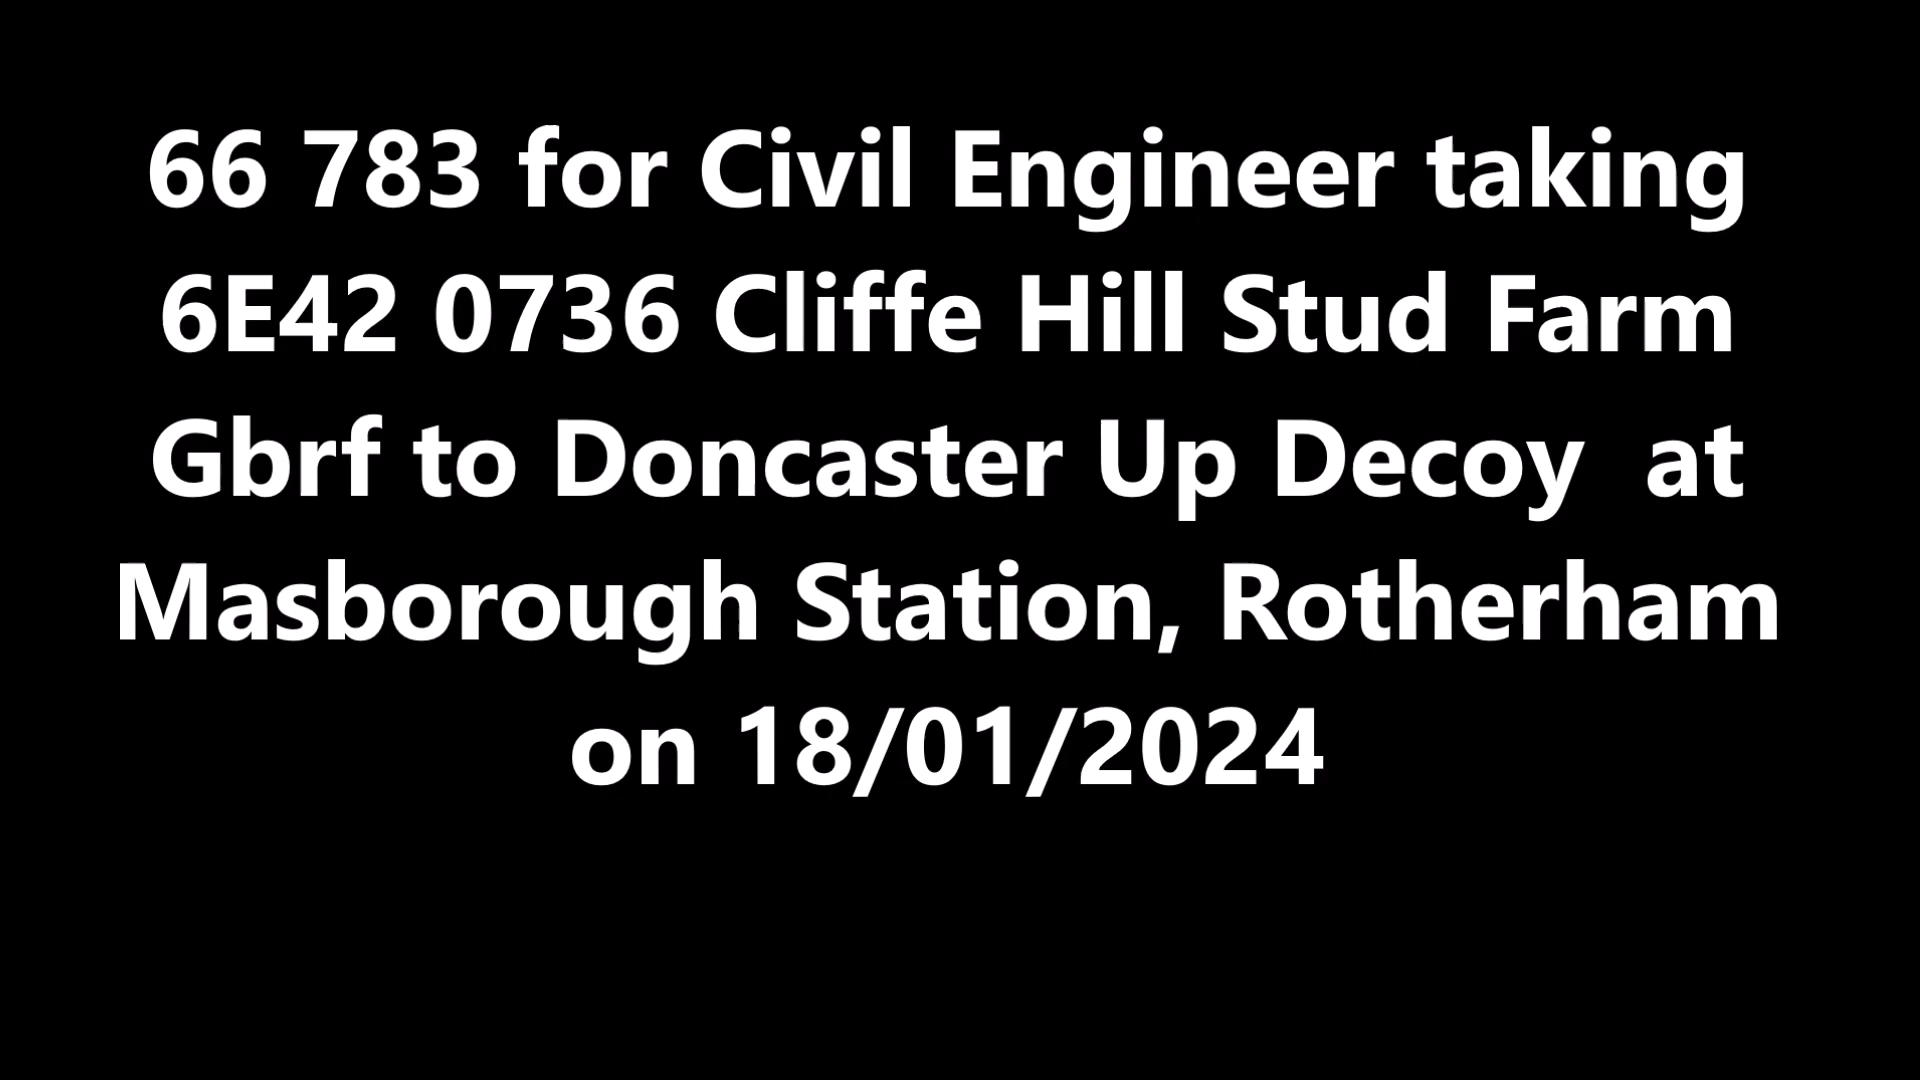 66 783 for Civil Engineer taking
6E42 0736 Cliffe Hill Stud Farm
Gbrf to Doncaster Up Decoy  at
Masborough Station, Rotherham
on 18/01/2024